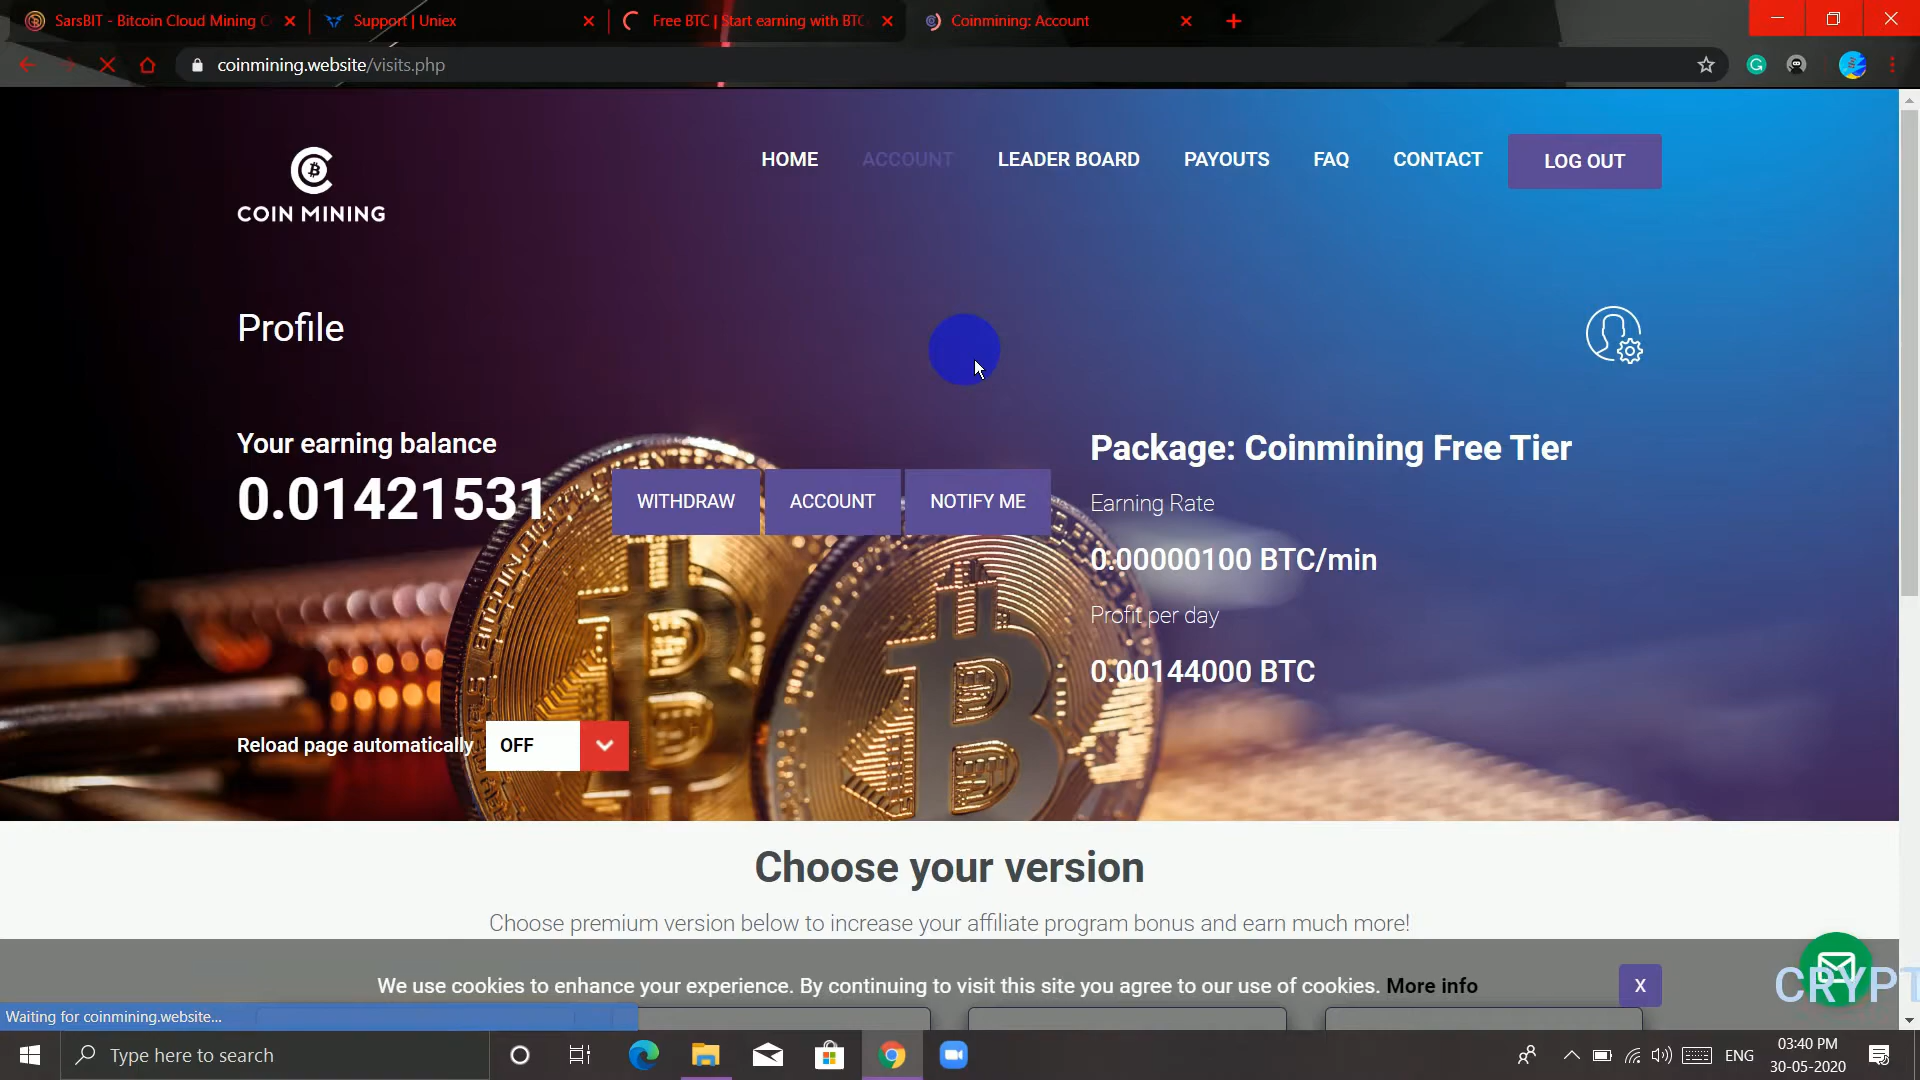 SarsBIT - Bitcoin Cloud Mining C
Support | Uniex
Free BTC | Start earning with BTC
Coinmining: Account
coinmining.website/visits.php
COIN MINING
HOME
ACCOUNT
LEADER BOARD
PAYOUTS
FAQ
CONTACT
LOG OUT
Profile
Your earning balance
0.01421531
WITHDRAW
ACCOUNT
NOTIFY ME
Package: Coinmining Free Tier
Earning Rate
0.00000100 BTC/min
Profit per day
0.00144000 BTC
Reload page automatically
OFF
Choose your version
Choose premium version below to increase your affiliate program bonus and earn much more!
We use cookies to enhance your experience. By continuing to visit this site you agree to our use of cookies. More info
X
CRYPT
Waiting for coinmining.website...
Type here to search
ENG
03:40 PM
30-05-2020